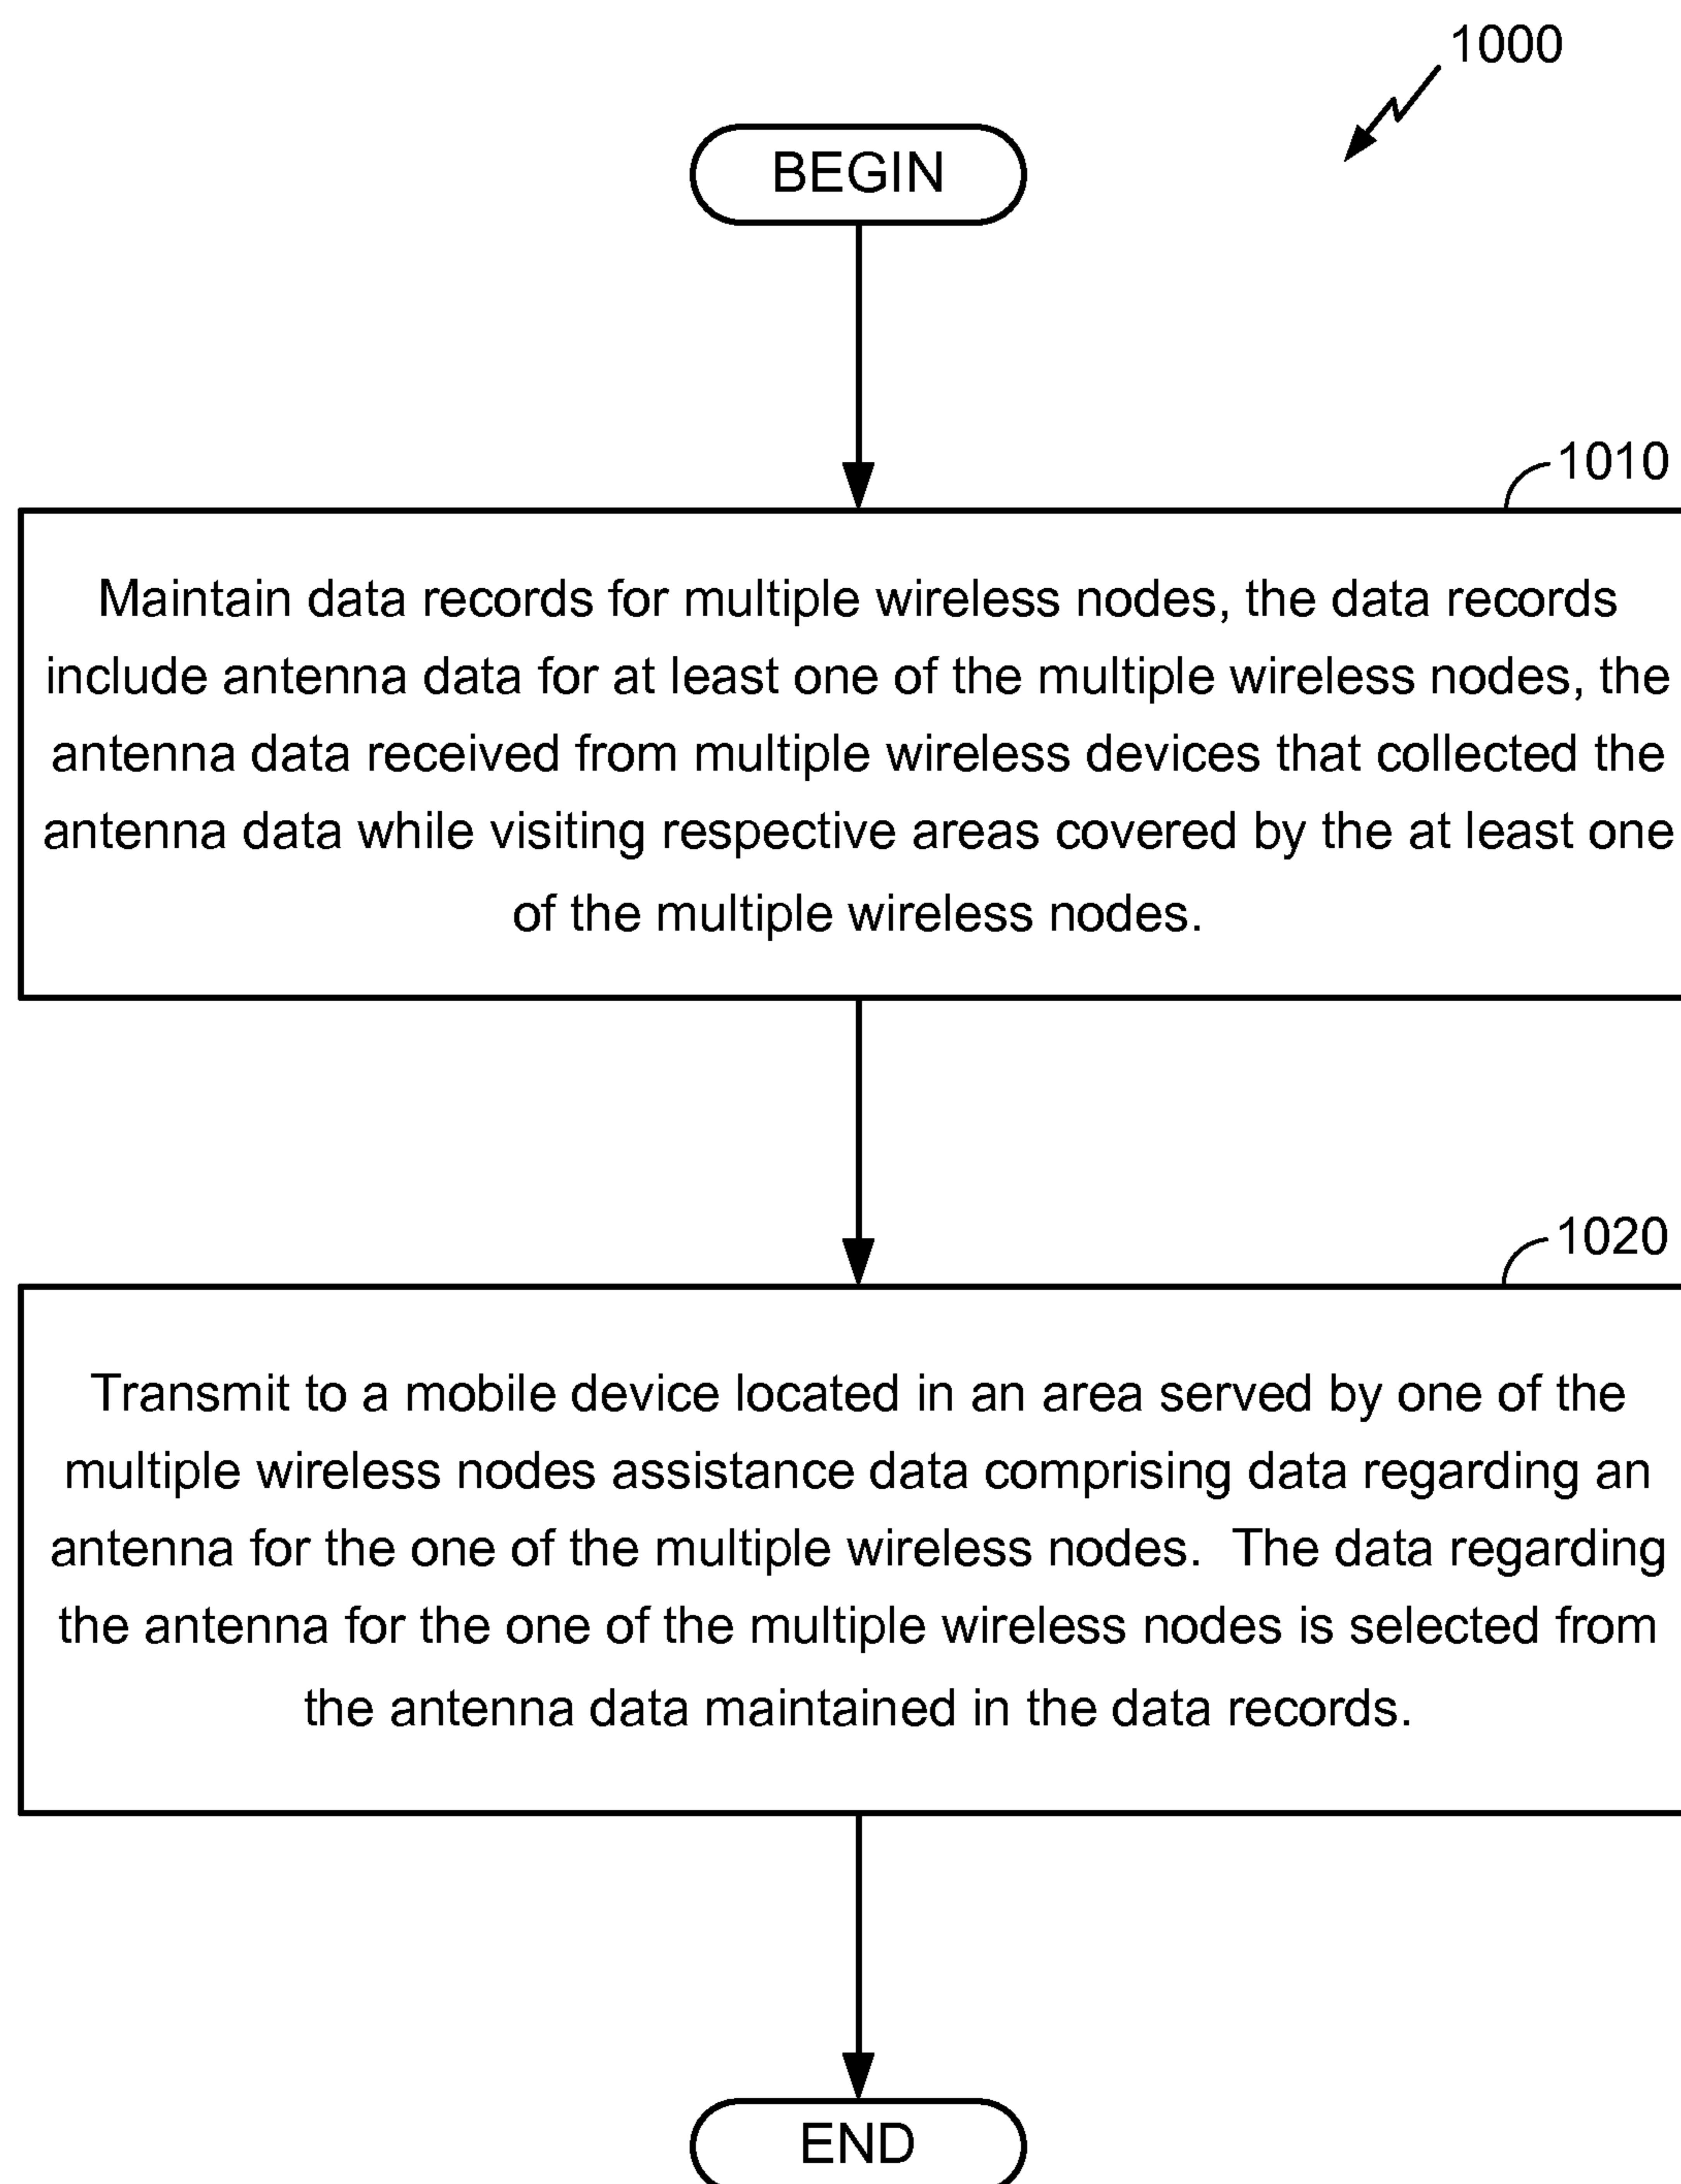 1000
BEGIN
1010
Maintain data records for multiple wireless nodes, the data records
include antenna data for at least one of the multiple wireless nodes, the
antenna data received from multiple wireless devices that collected the
antenna data while visiting respective areas covered by the at least one
of the multiple wireless nodes.
1020
Transmit to a mobile device located in an area served by one of the
multiple wireless nodes assistance data comprising data regarding an
antenna for the one of the multiple wireless nodes.  The data regarding
the antenna for the one of the multiple wireless nodes is selected from
the antenna data maintained in the data records.
END